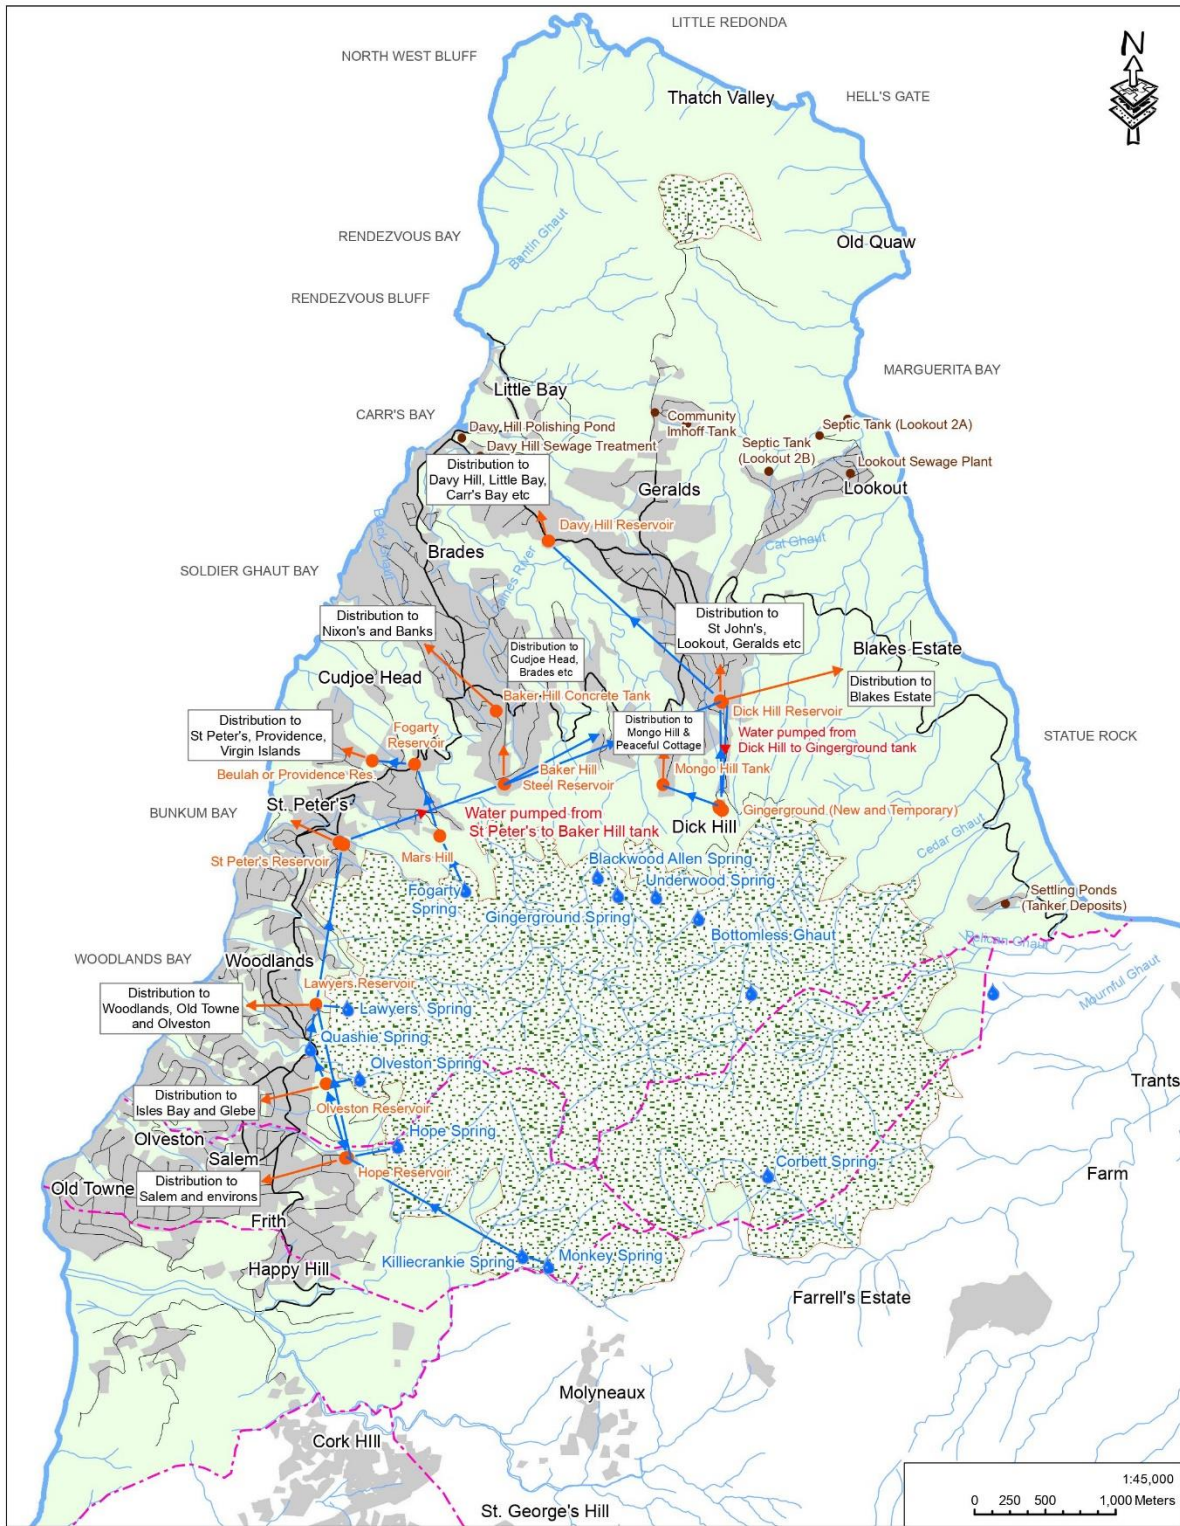 LITTLE REDONDA
NORTH WEST BLUFF
N
Thatch Valley
HELL'S GATE
Bantin Ghaut
RENDEZVOUS BAY
Old Quaw
RENDEZVOUS BLUFF
MARGUERITA BAY
Little Bay
CARR'S BAY
Community
Imhoff Tank
Davy Hill Polishing Pond
Septic Tank (Lookout 2A)
Davy Hill Sewage Treatment
Septic Tank
(Lookout 2B)
Lookout Sewage Plant
Distribution to
Davy Hill, Little Bay,
Carr's Bay etc
Geralds
Lookout
Davy Hill Reservoir
Cat Ghaut
Brades
SOLDIER GHAUT BAY
Distribution to
Nixon's and Banks
Distribution to
St John's,
Lookout, Geralds etc
Distribution to
Cudjoe Head,
Brades etc
Blakes Estate
Cudjoe Head
Distribution to
Blakes Estate
Baker Hill Concrete Tank
Dick Hill Reservoir
Distribution to
St Peter's, Providence,
Virgin Islands
Fogarty
Reservoir
Distribution to
Mongo Hill &
Peaceful Cottage
Water pumped from
Dick Hill to Gingerground tank
STATUE ROCK
Beulah or Providence Res.
Baker Hill
Steel Reservoir
Mongo Hill Tank
St. Peter's
BUNKUM BAY
Water pumped from
St Peter's to Baker Hill tank
Gingerground (New and Temporary)
Dick Hill
Cedar Ghaut
St Peter's Reservoir
Mars Hill
Blackwood Allen Spring
Underwood Spring
Fogarty
Spring
Settling Ponds
(Tanker Deposits)
Gingerground Spring
Bottomless Ghaut
Pelican Ghaut
WOODLANDS BAY
Woodlands
Mournful Ghaut
Lawyers Reservoir
Distribution to
Woodlands, Old Towne
and Olveston
Lawyers' Spring
Quashie Spring
Olveston Spring
Trants
Distribution to
Isles Bay and Glebe
Olveston Reservoir
Olveston
Hope Spring
Salem
Corbett Spring
Hope Reservoir
Farm
Distribution to
Salem and environs
Old Towne
Frith
Killiecrankie Spring
Monkey Spring
Happy Hill
Farrell's Estate
Molyneaux
Cork HIll
St. George's Hill
1:45,000
0 250 500 1,000 Meters